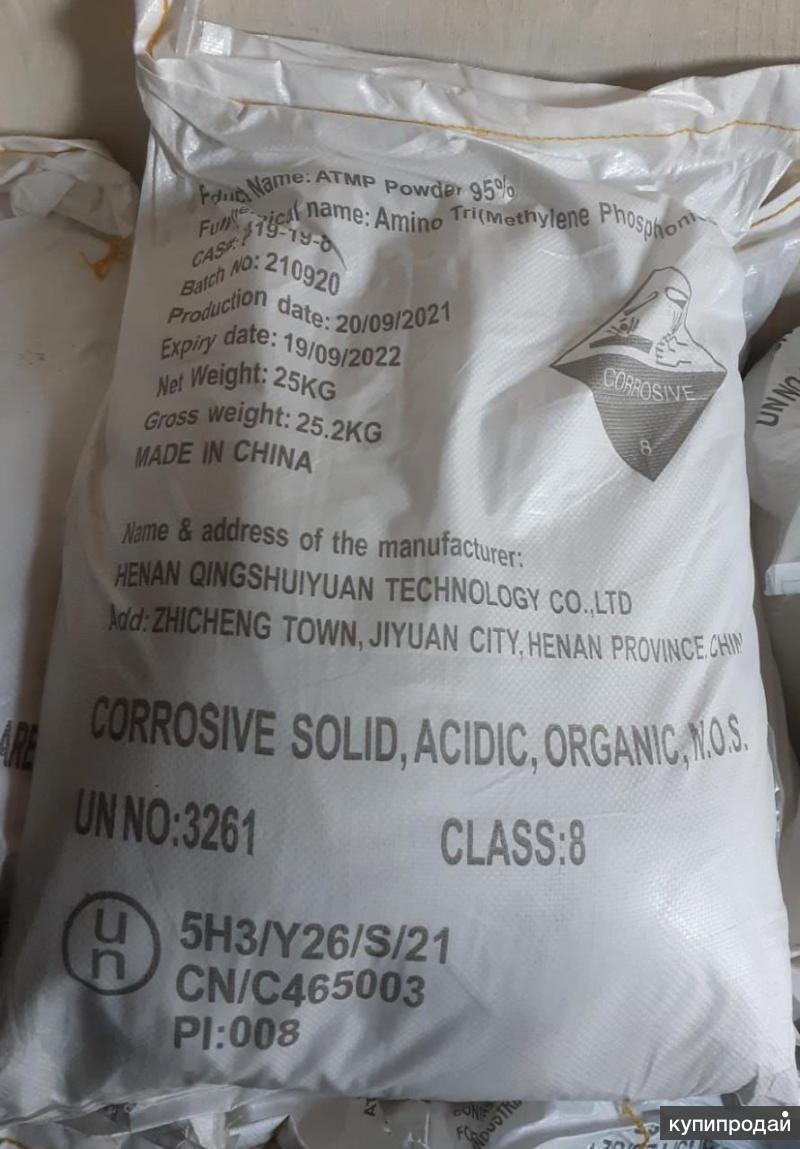 Name: ATMP Powder 95%
name: Amino Tri(Methylene
CAS#:
Batch NO: 210920
Production date: 20/09/2021
Expiry date: 19/09/2022
Net Weight: 25KG
Gross weight: 25.2KG
MADE IN CHINA
CORROSIVE
8
Name & address of the manufacturer:
HENAN QINGSHUIYUAN TECHNOLOGY CO.,LTD
Add: ZHICHENG TOWN, JIYUAN CITY, HENAN PROVINCE,
CORROSIVE SOLID, ACIDIC, ORGANIC, N.O.S.
UN NO:3261 CLASS:8
un
5H3/Y26/S/21
CN/C465003
PI:008
UN
купипродай